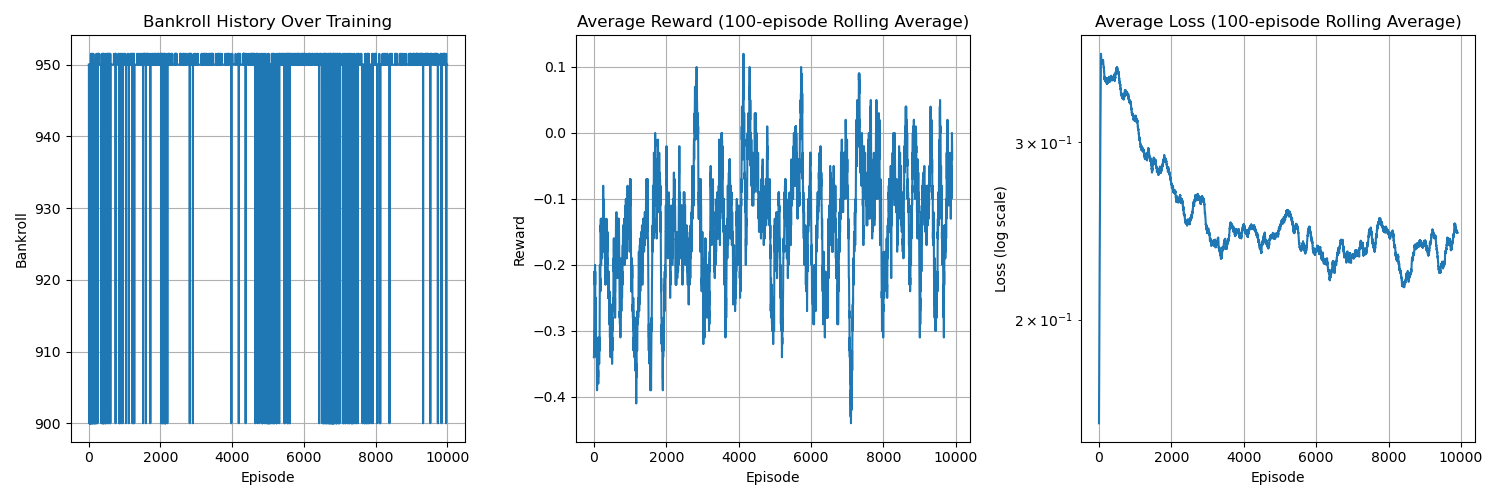 Bankroll History Over Training
950
940
930
920
910
900
Bankroll
0
2000
4000
6000
8000
10000
Episode
Average Reward (100-episode Rolling Average)
0.1
0.0
−0.1
−0.2
−0.3
−0.4
Reward
0
2000
4000
6000
8000
10000
Episode
Average Loss (100-episode Rolling Average)
3 × 10⁻¹
2 × 10⁻¹
Loss (log scale)
0
2000
4000
6000
8000
10000
Episode